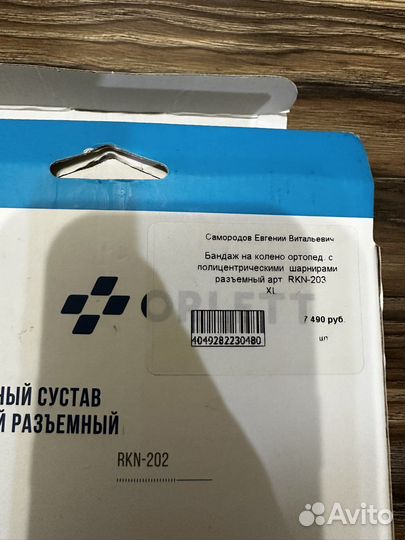 Самородов Евгении Витальевич
Бандаж на колено ортопед. с
полицентрическими шарнирами
разъемный арт RKN-203
XL
ORLETT
7 490 руб.
4049282230480
шт
НЫЙ СУСТАВ
Й РАЗЪЕМНЫЙ
RKN-202
Avito